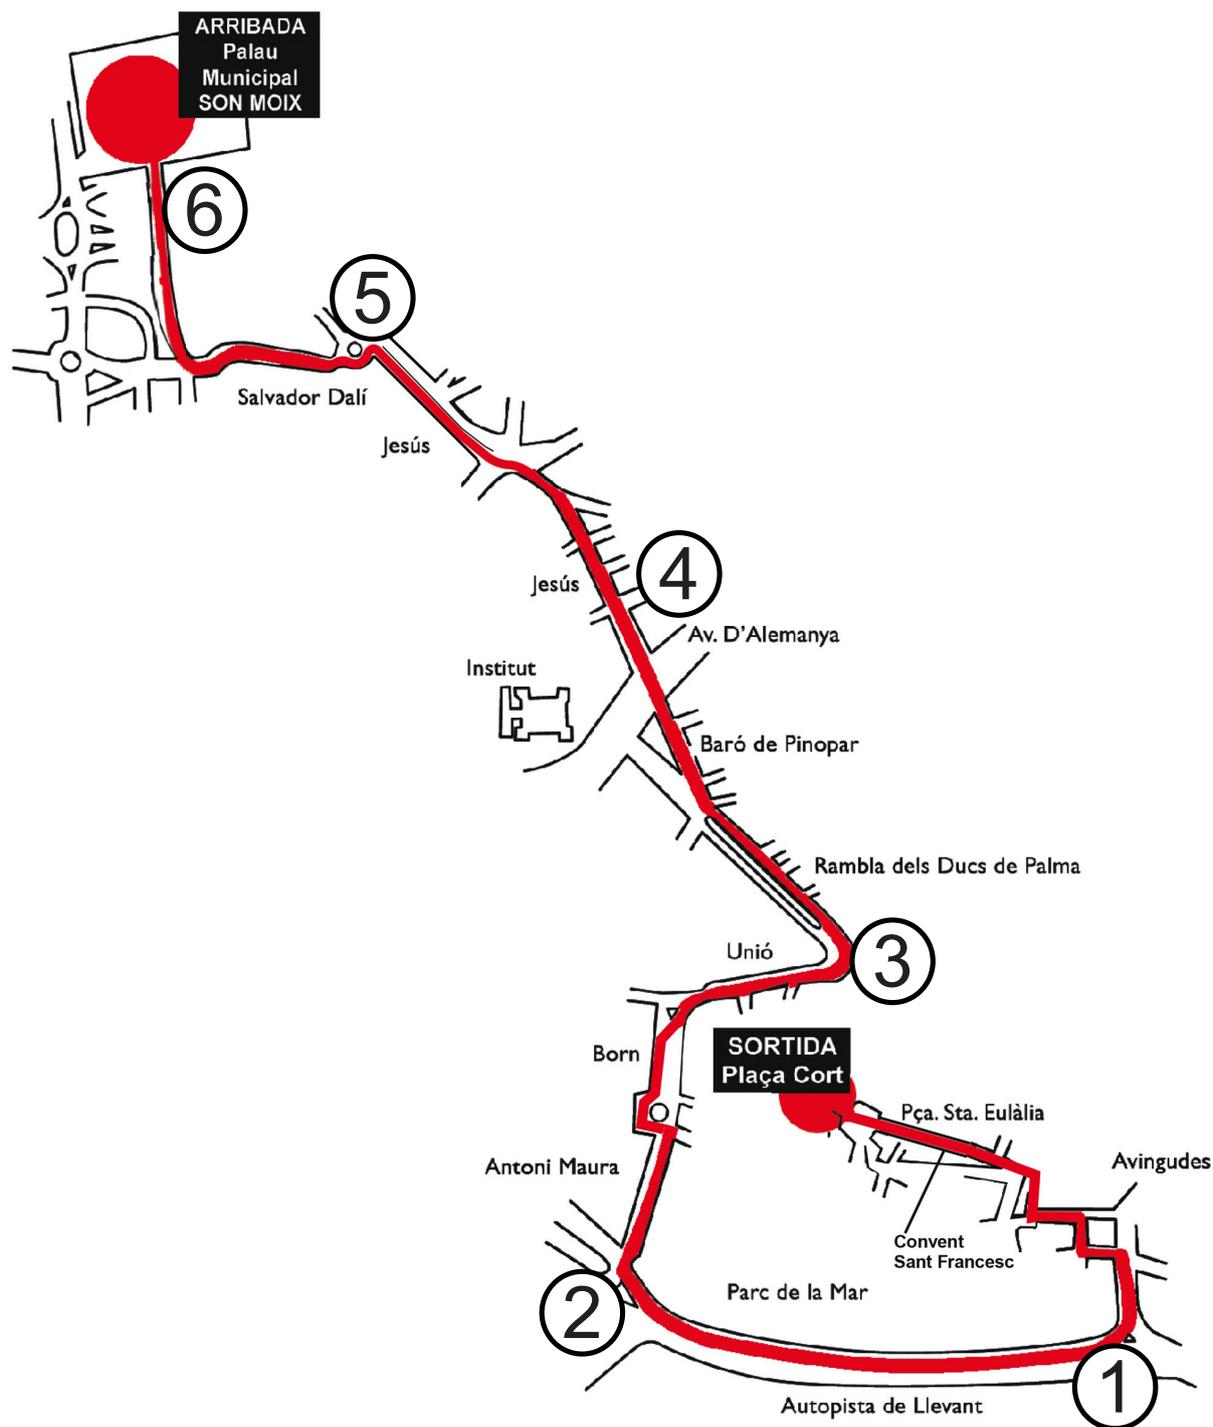 ARRIBADA
Palau
Municipal
SON MOIX
6
5
Salvador Dalí
Jesús
4
Jesús
Av. D'Alemanya
Institut
Baró de Pinopar
Rambla dels Ducs de Palma
Unió
3
SORTIDA
Plaça Cort
Born
Pça. Sta. Eulàlia
Antoni Maura
Avingudes
Convent
Sant Francesc
Parc de la Mar
2
1
Autopista de Llevant